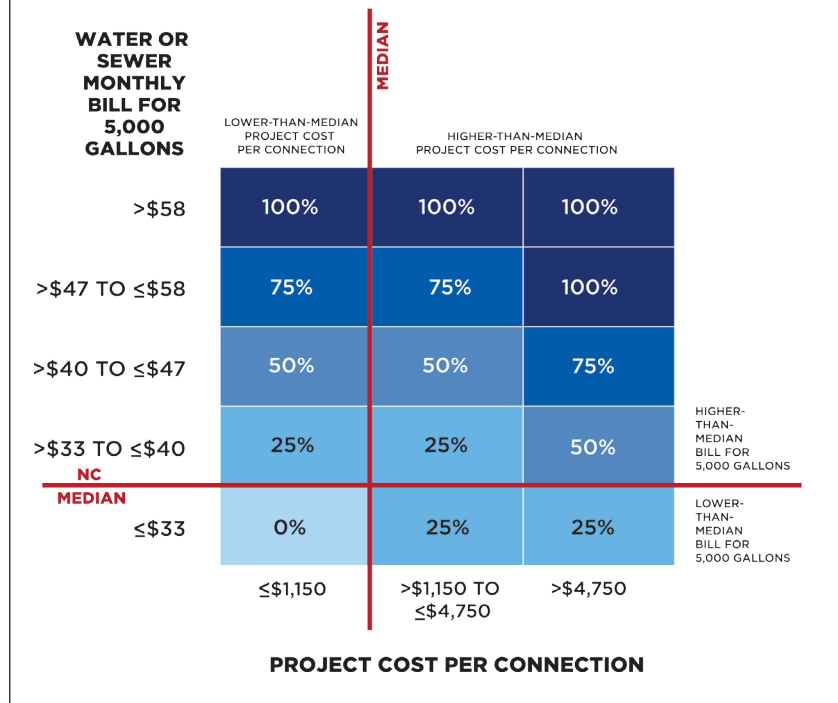 WATER OR
SEWER
MONTHLY
BILL FOR
5,000
GALLONS
MEDIAN
LOWER-THAN-MEDIAN
PROJECT COST
PER CONNECTION
HIGHER-THAN-MEDIAN
PROJECT COST PER CONNECTION
>$58
100%
100%
100%
>$47 TO ≤$58
75%
75%
100%
>$40 TO ≤$47
50%
50%
75%
>$33 TO ≤$40
25%
25%
50%
HIGHER-
THAN-
MEDIAN
BILL FOR
5,000 GALLONS
NC
MEDIAN
≤$33
0%
25%
25%
LOWER-
THAN-
MEDIAN
BILL FOR
5,000 GALLONS
≤$1,150
>$1,150 TO
≤$4,750
>$4,750
PROJECT COST PER CONNECTION